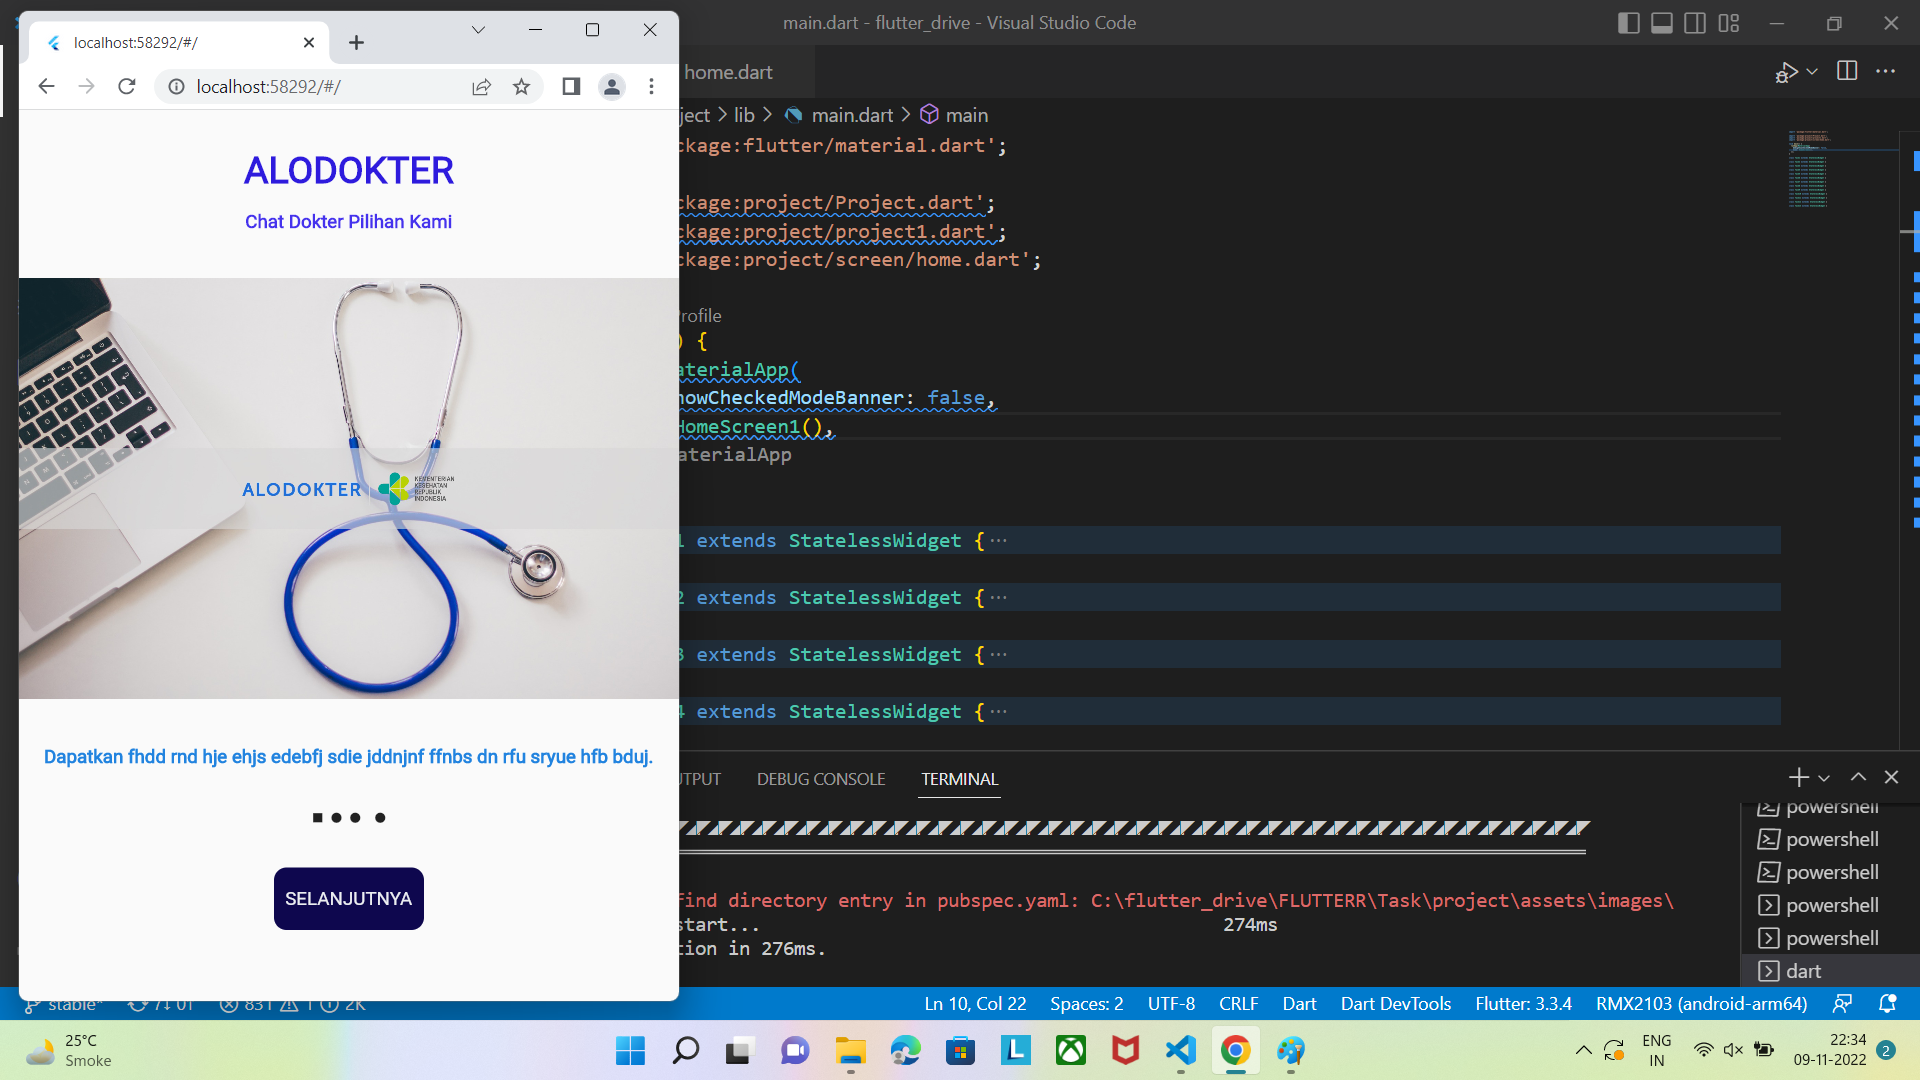 main.dart - flutter_drive - Visual Studio Code
localhost:58292/#/
localhost:58292/#/
ALODOKTER
Chat Dokter Pilihan Kami
ALODOKTER
KEMENTERIAN
KESEHATAN
REPUBLIK
INDONESIA
Dapatkan fhdd rnd hje ehjs edebfj sdie jddnjnf ffnbs dn rfu sryue hfb bduj.
SELANJUTNYA
home.dart
ject > lib > main.dart > main
ckage:flutter/material.dart';
ckage:project/Project.dart';
ckage:project/project1.dart';
ckage:project/screen/home.dart';
rofile
) {
aterialApp(
howCheckedModeBanner: false,
HomeScreen1(),
aterialApp
1 extends StatelessWidget {···
2 extends StatelessWidget {···
3 extends StatelessWidget {···
4 extends StatelessWidget {···
UTPUT DEBUG CONSOLE TERMINAL
find directory entry in pubspec.yaml: C:\flutter_drive\FLUTTERR\Task\project\assets\images\
start... 274ms
tion in 276ms.
powershell
powershell
powershell
powershell
powershell
dart
stable* 7↓ 0↑ 831 1 2K
Ln 10, Col 22 Spaces: 2 UTF-8 CRLF Dart Dart DevTools Flutter: 3.3.4 RMX2103 (android-arm64)
25°C
Smoke
ENG
IN
22:34
09-11-2022
2